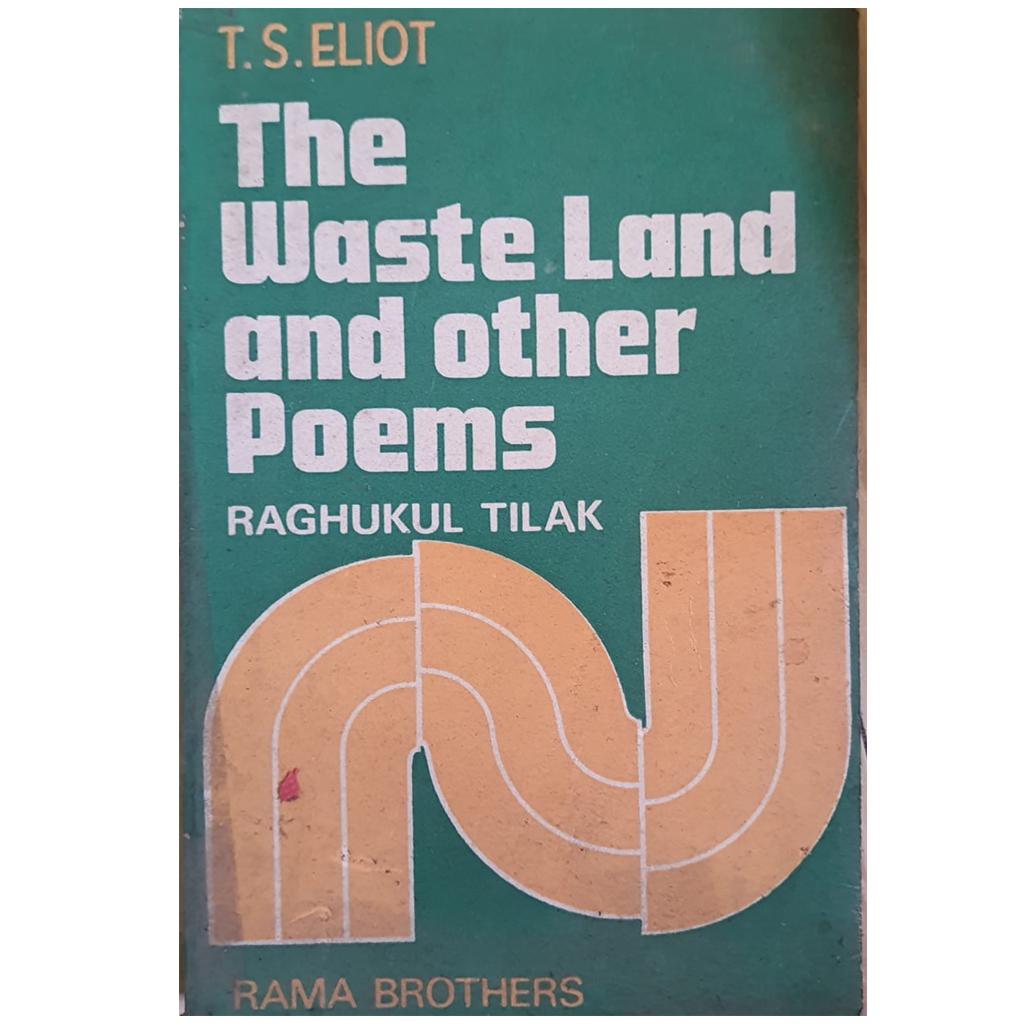 T.S.ELIOT
The
Waste Land
and other
Poems
RAGHUKUL TILAK
RAMA BROTHERS